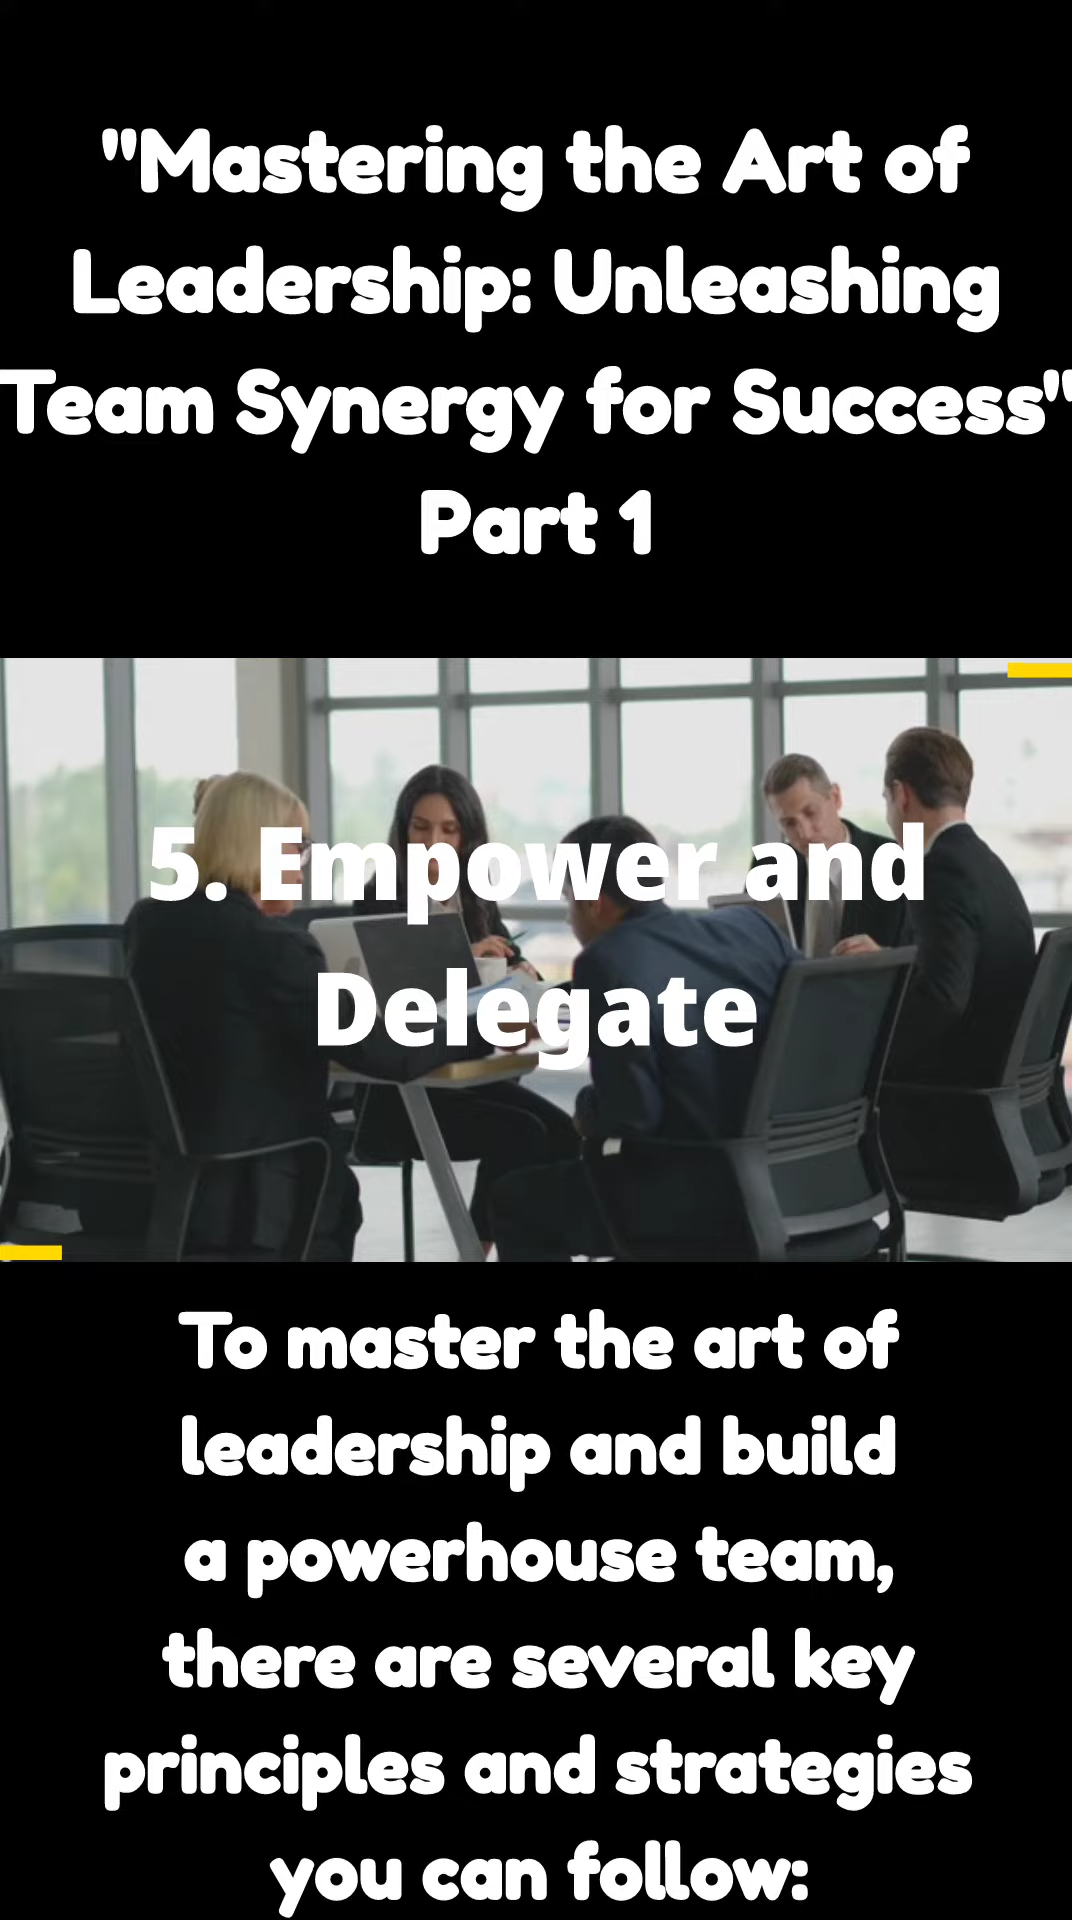 "Mastering the Art of
Leadership: Unleashing
Team Synergy for Success"
Part 1
5. Empower and
Delegate
To master the art of
leadership and build
a powerhouse team,
there are several key
principles and strategies
you can follow: